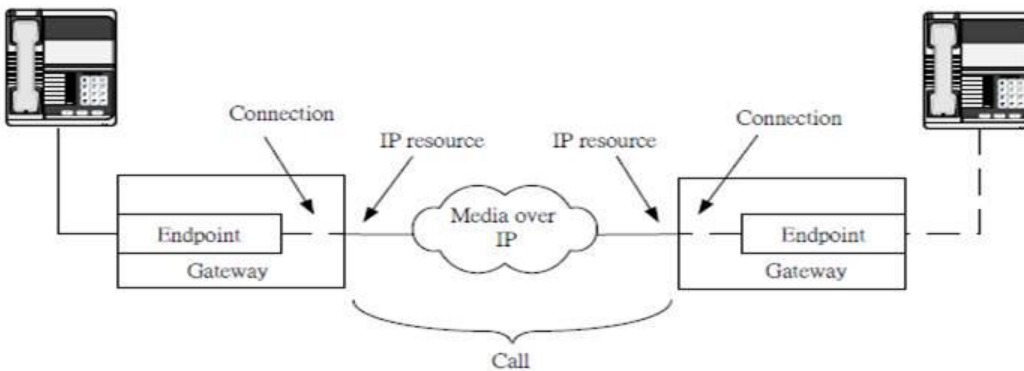 Connection
IP resource
IP resource
Connection
Endpoint
Gateway
Media over
IP
Endpoint
Gateway
Call